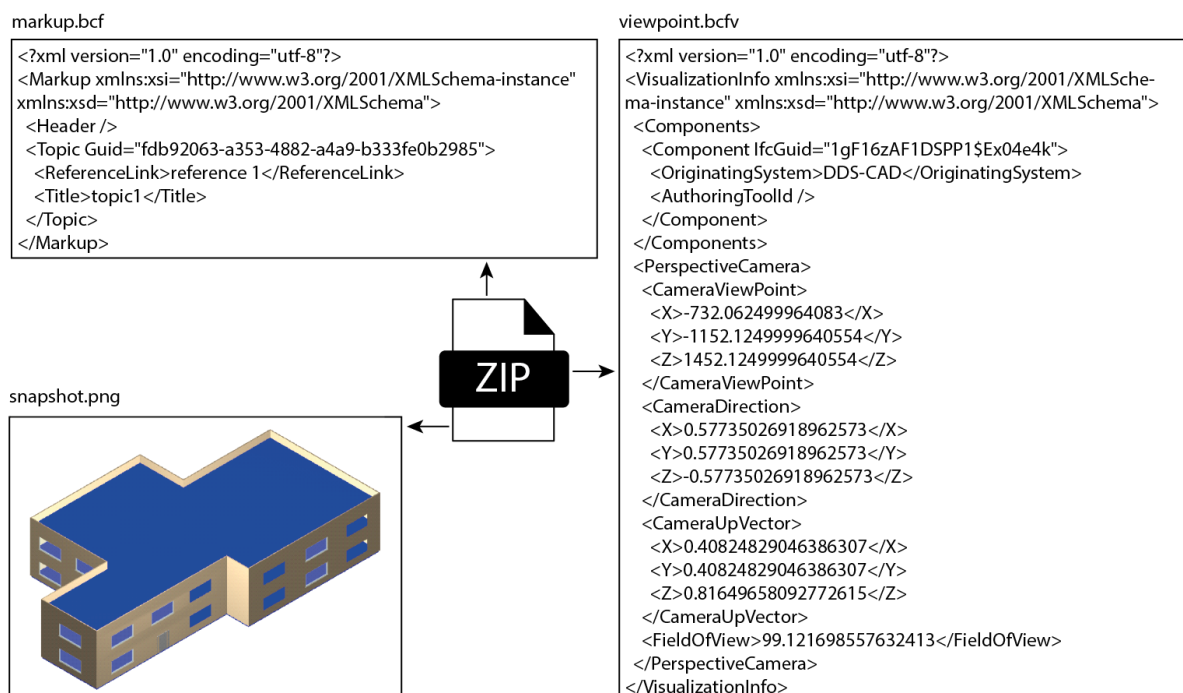 markup.bcf
<?xml version="1.0" encoding="utf-8"?>
<Markup xmlns:xsi="http://www.w3.org/2001/XMLSchema-instance"
xmlns:xsd="http://www.w3.org/2001/XMLSchema">
<Header />
<Topic Guid="fdb92063-a353-4882-a4a9-b333fe0b2985">
<ReferenceLink>reference 1</ReferenceLink>
<Title>topic1</Title>
</Topic>
</Markup>
ZIP
snapshot.png
viewpoint.bcfv
<?xml version="1.0" encoding="utf-8"?>
<VisualizationInfo xmlns:xsi="http://www.w3.org/2001/XMLSche-
ma-instance" xmlns:xsd="http://www.w3.org/2001/XMLSchema">
<Components>
<Component IfcGuid="1gF16zAF1DSPP1$Ex04e4k">
<OriginatingSystem>DDS-CAD</OriginatingSystem>
<AuthoringToolId />
</Component>
</Components>
<PerspectiveCamera>
<CameraViewPoint>
<X>-732.062499964083</X>
<Y>-1152.1249999640554</Y>
<Z>1452.1249999640554</Z>
</CameraViewPoint>
<CameraDirection>
<X>0.57735026918962573</X>
<Y>0.57735026918962573</Y>
<Z>-0.57735026918962573</Z>
</CameraDirection>
<CameraUpVector>
<X>0.40824829046386307</X>
<Y>0.40824829046386307</Y>
<Z>0.81649658092772615</Z>
</CameraUpVector>
<FieldOfView>99.121698557632413</FieldOfView>
</PerspectiveCamera>
</VisualizationInfo>